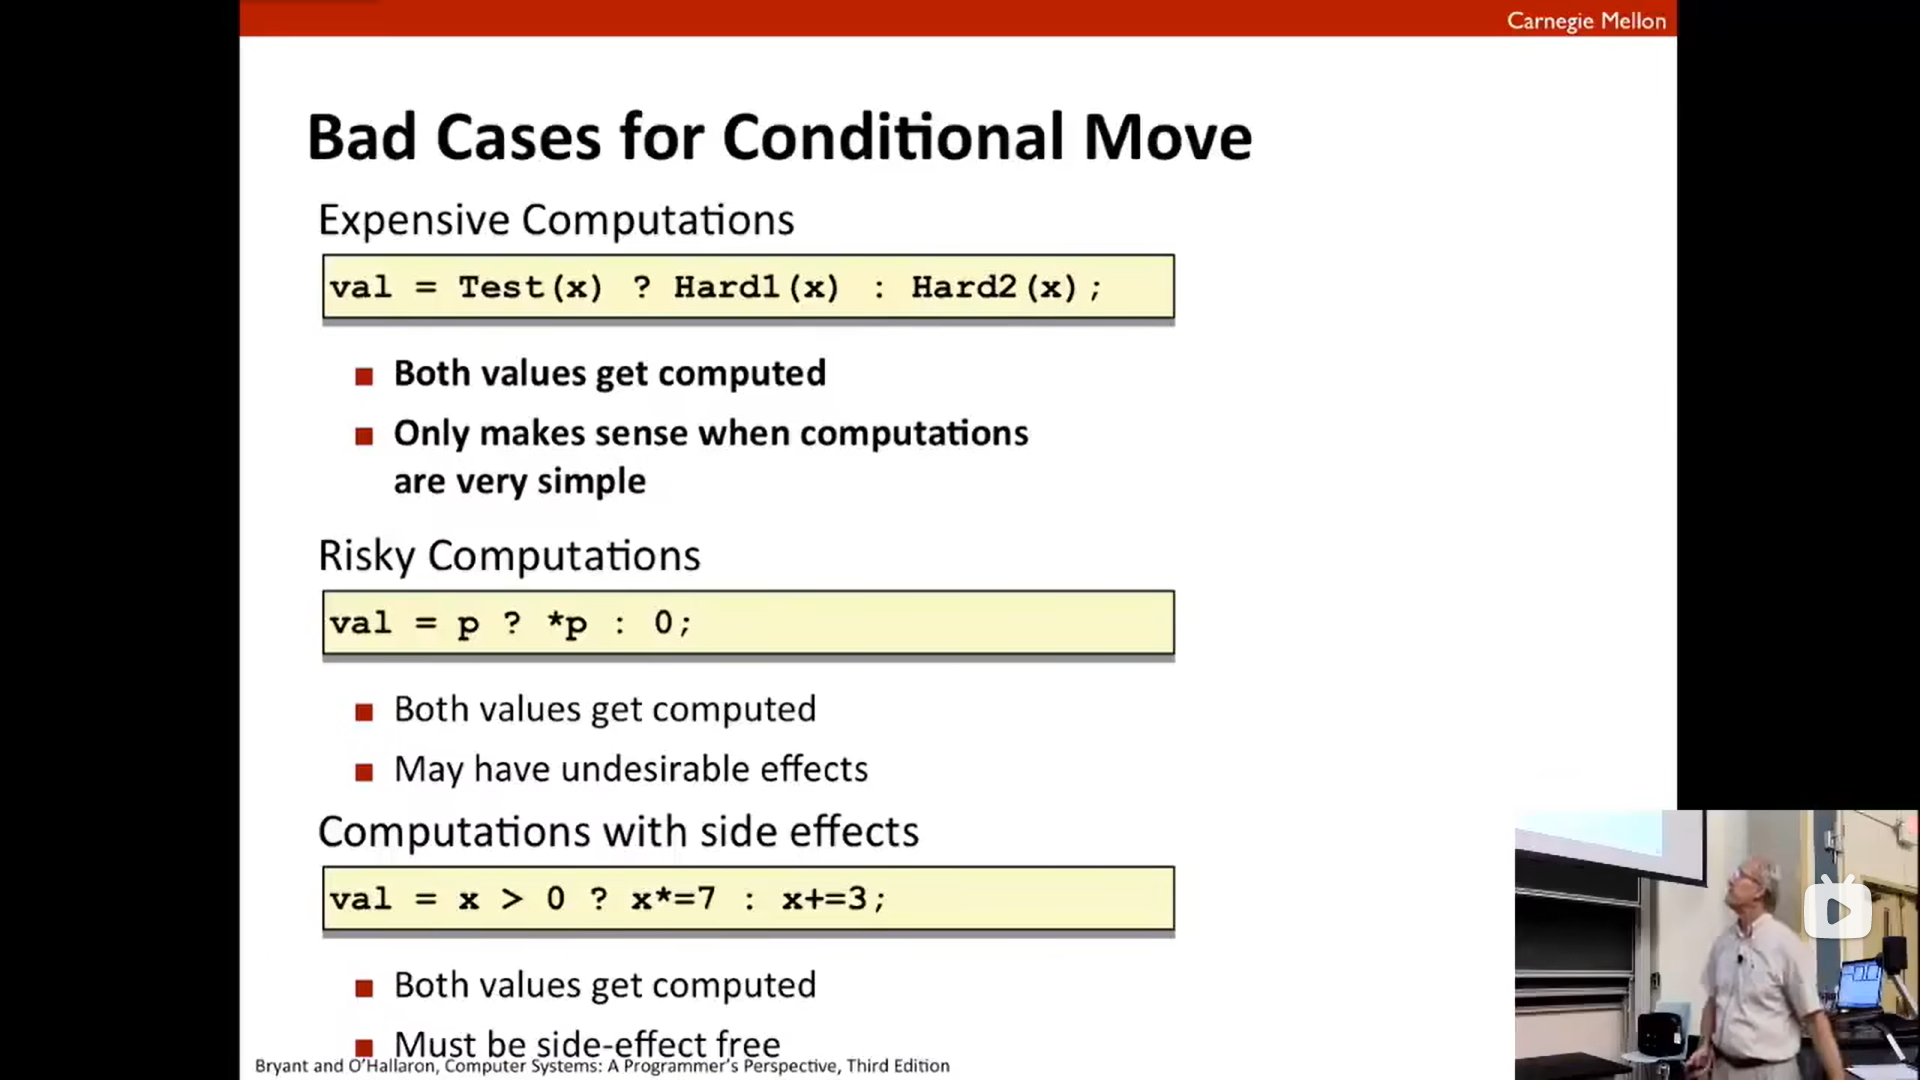 Carnegie Mellon
Bad Cases for Conditional Move
Expensive Computations
val = Test(x) ? Hard1(x) : Hard2(x);
Both values get computed
Only makes sense when computations
are very simple
Risky Computations
val = p ? *p : 0;
Both values get computed
May have undesirable effects
Computations with side effects
val = x > 0 ? x*=7 : x+=3;
Both values get computed
Must be side-effect free
Bryant and O'Hallaron, Computer Systems: A Programmer's Perspective, Third Edition